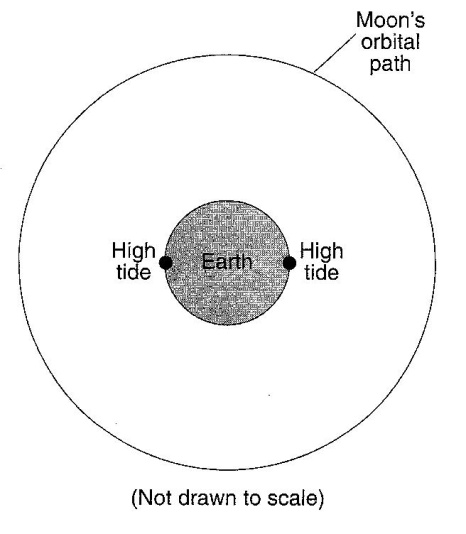 Moon's
orbital
path
High
tide
Earth
High
tide
(Not drawn to scale)